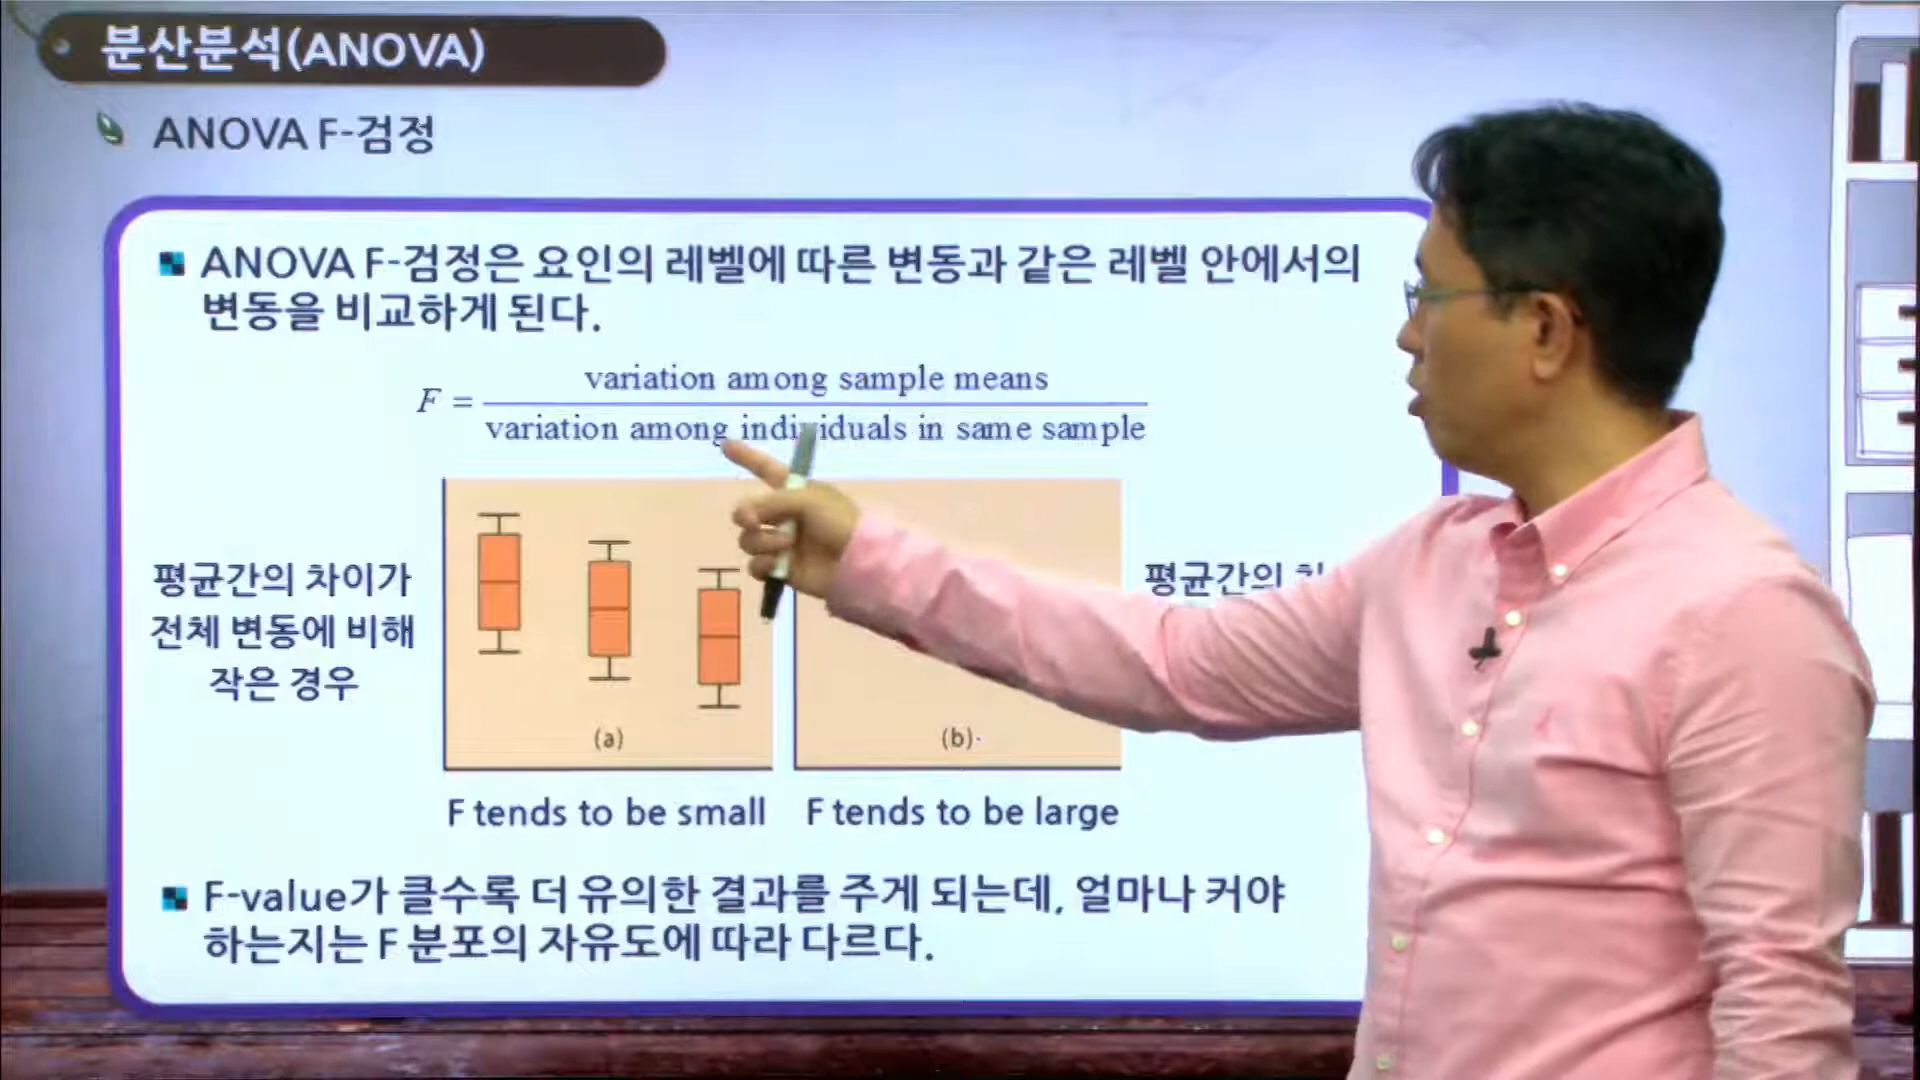 분산분석(ANOVA)
ANOVA F-검정
ANOVA F-검정은 요인의 레벨에 따른 변동과 같은 레벨 안에서의
변동을 비교하게 된다.
F = variation among sample means
variation among individuals in same sample
평균간의 차이가
전체 변동에 비해
작은 경우
(a)
(b)
평균간의
F tends to be small
F tends to be large
F-value가 클수록 더 유의한 결과를 주게 되는데, 얼마나 커야
하는지는 F 분포의 자유도에 따라 다르다.